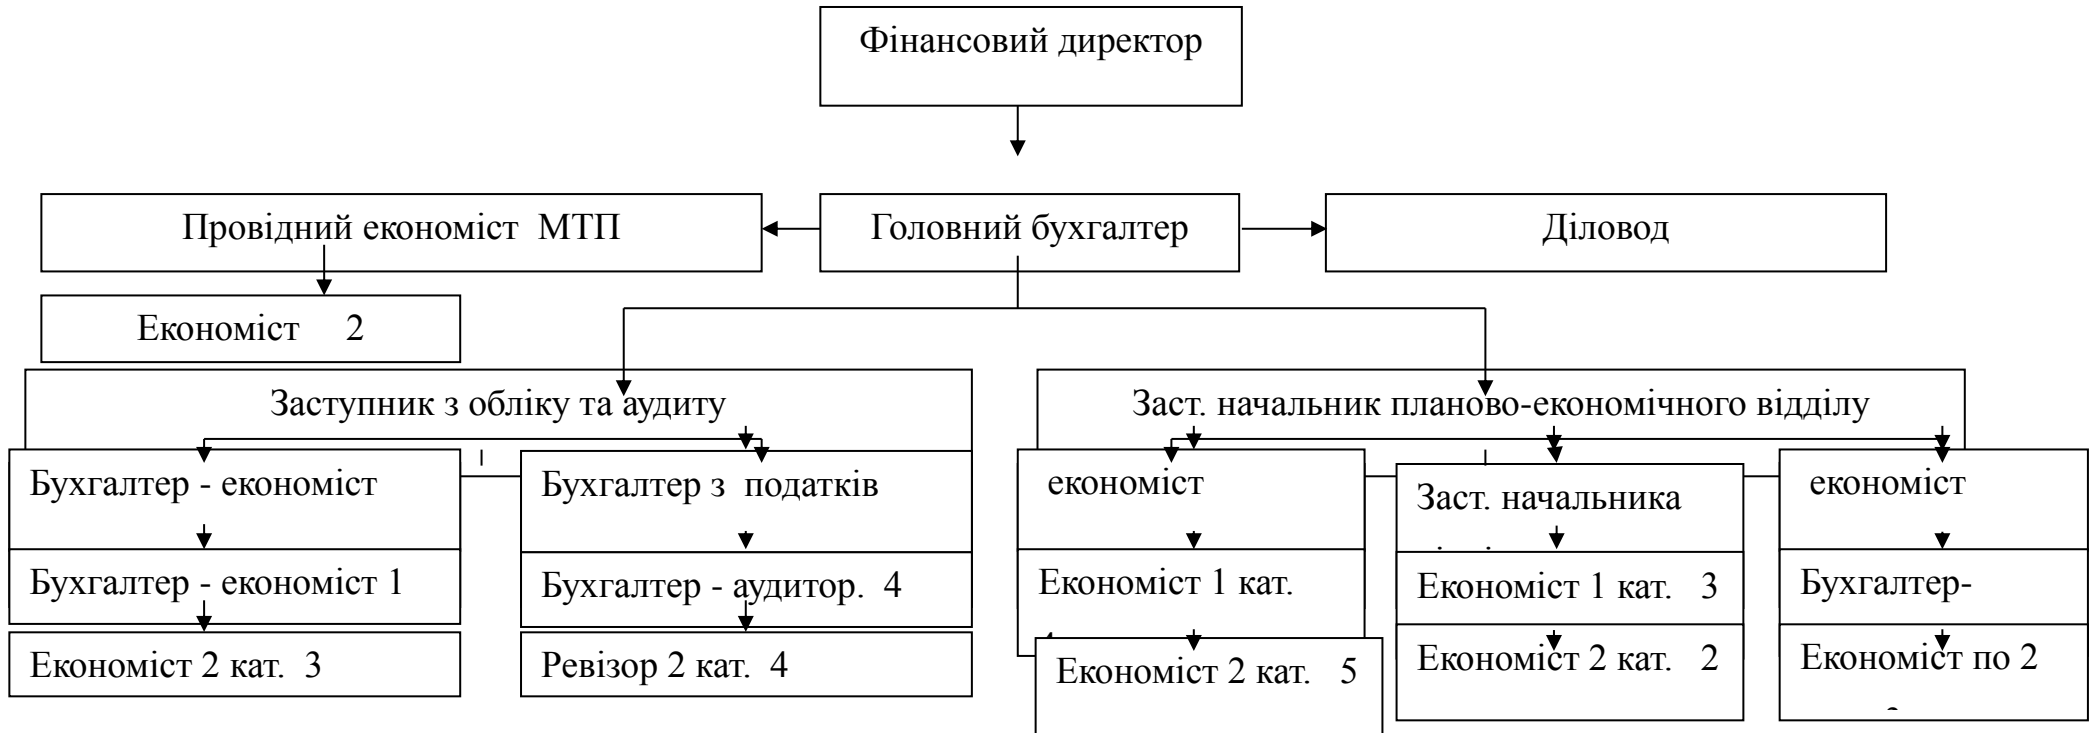 Фінансовий директор
Провідний економіст МТП
Головний бухгалтер
Діловод
Економіст 2
Заступник з обліку та аудиту
Заст. начальник планово-економічного відділу
Бухгалтер - економіст
Бухгалтер з податків
економіст
Заст. начальника
економіст
Бухгалтер - економіст 1
Бухгалтер - аудитор. 4
Економіст 1 кат.
Економіст 1 кат. 3
Бухгалтер-
Економіст 2 кат. 3
Ревізор 2 кат. 4
Економіст 2 кат. 5
Економіст 2 кат. 2
Економіст по 2